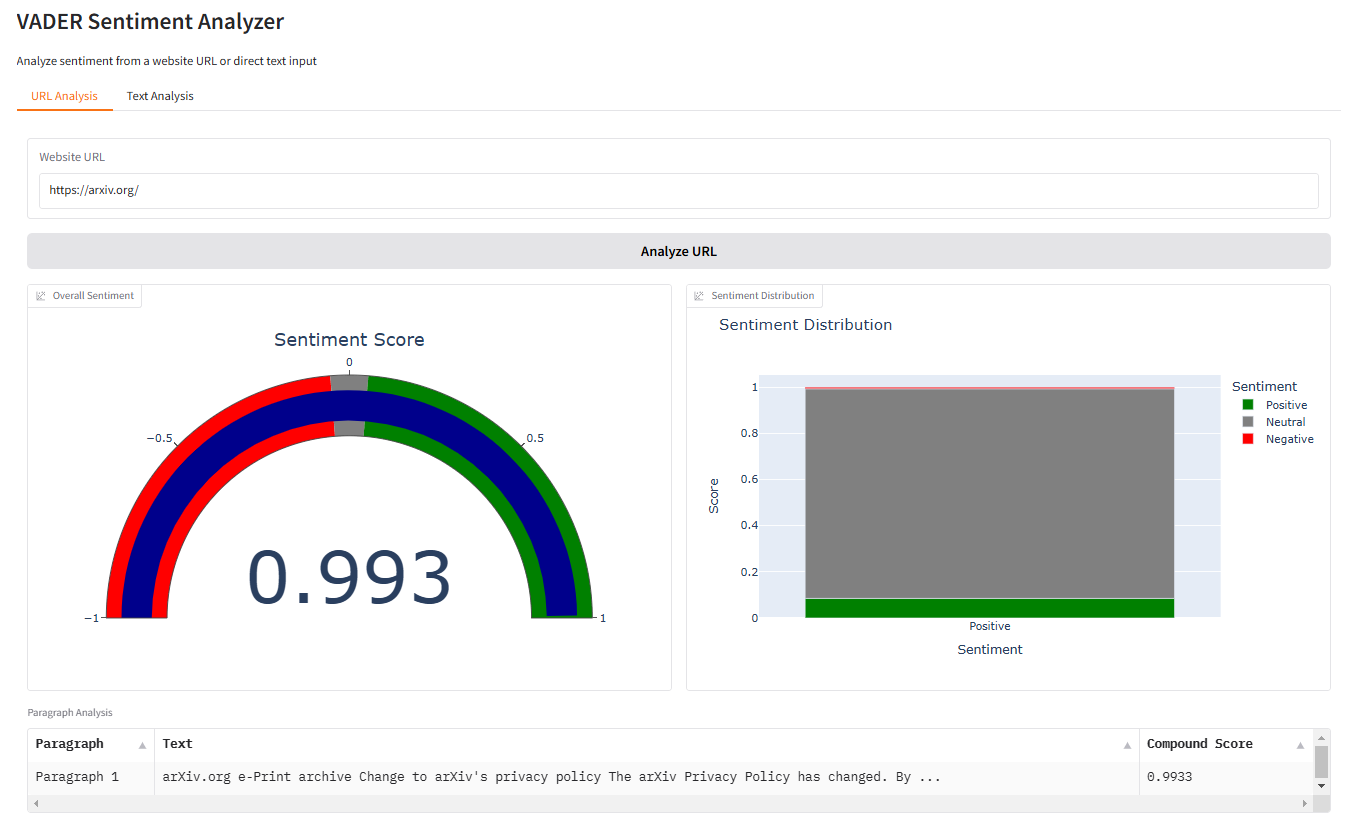 VADER Sentiment Analyzer
Analyze sentiment from a website URL or direct text input
URL Analysis
Text Analysis
Website URL
https://arxiv.org/
Analyze URL
Overall Sentiment
Sentiment Score
0
−0.5
0.5
0.993
−1
1
Sentiment Distribution
Sentiment Distribution
1
0.8
0.6
0.4
0.2
0
Score
Positive
Sentiment
Sentiment
Positive
Neutral
Negative
Paragraph Analysis
Paragraph Text Compound Score
Paragraph 1 arXiv.org e-Print archive Change to arXiv's privacy policy The arXiv Privacy Policy has changed. By ... 0.9933